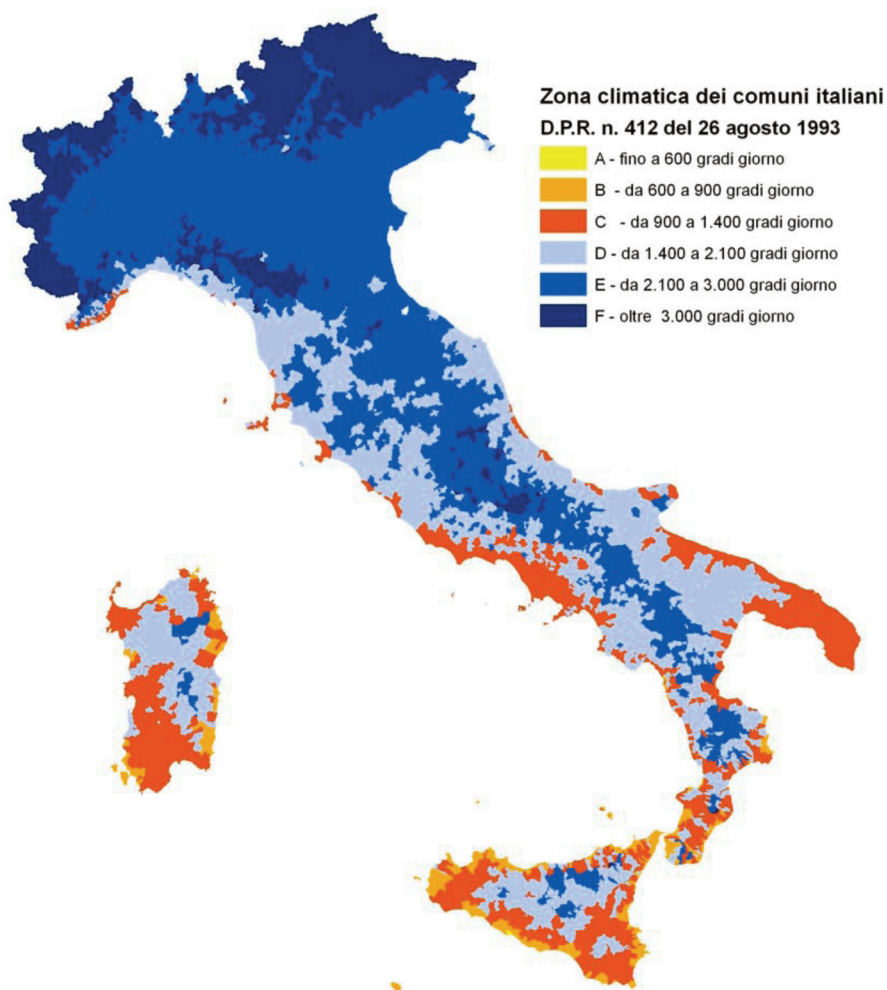 Zona climatica dei comuni italiani
D.P.R. n. 412 del 26 agosto 1993
A - fino a 600 gradi giorno
B - da 600 a 900 gradi giorno
C - da 900 a 1.400 gradi giorno
D - da 1.400 a 2.100 gradi giorno
E - da 2.100 a 3.000 gradi giorno
F - oltre 3.000 gradi giorno